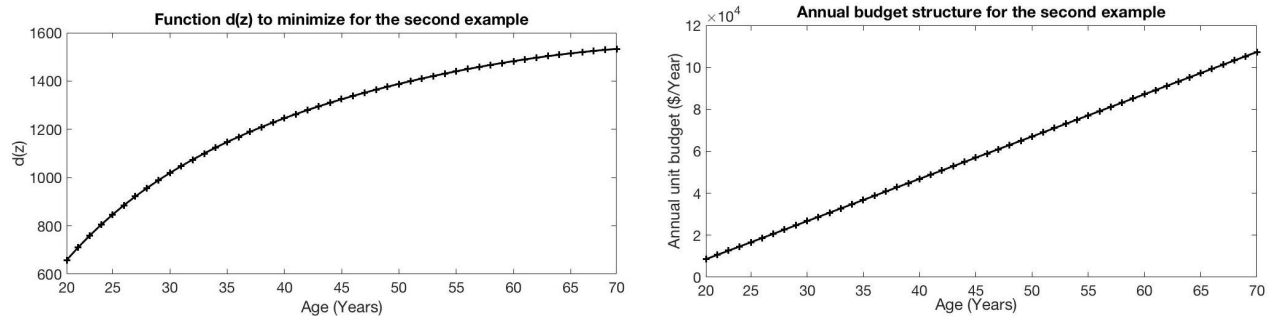 Function d(z) to minimize for the second example
1600
1400
1200
1000
800
600
d(z)
20 25 30 35 40 45 50 55 60 65 70
Age (Years)
Annual budget structure for the second example
×10⁴
12
10
8
6
4
2
0
Annual unit budget ($/Year)
20 25 30 35 40 45 50 55 60 65 70
Age (Years)